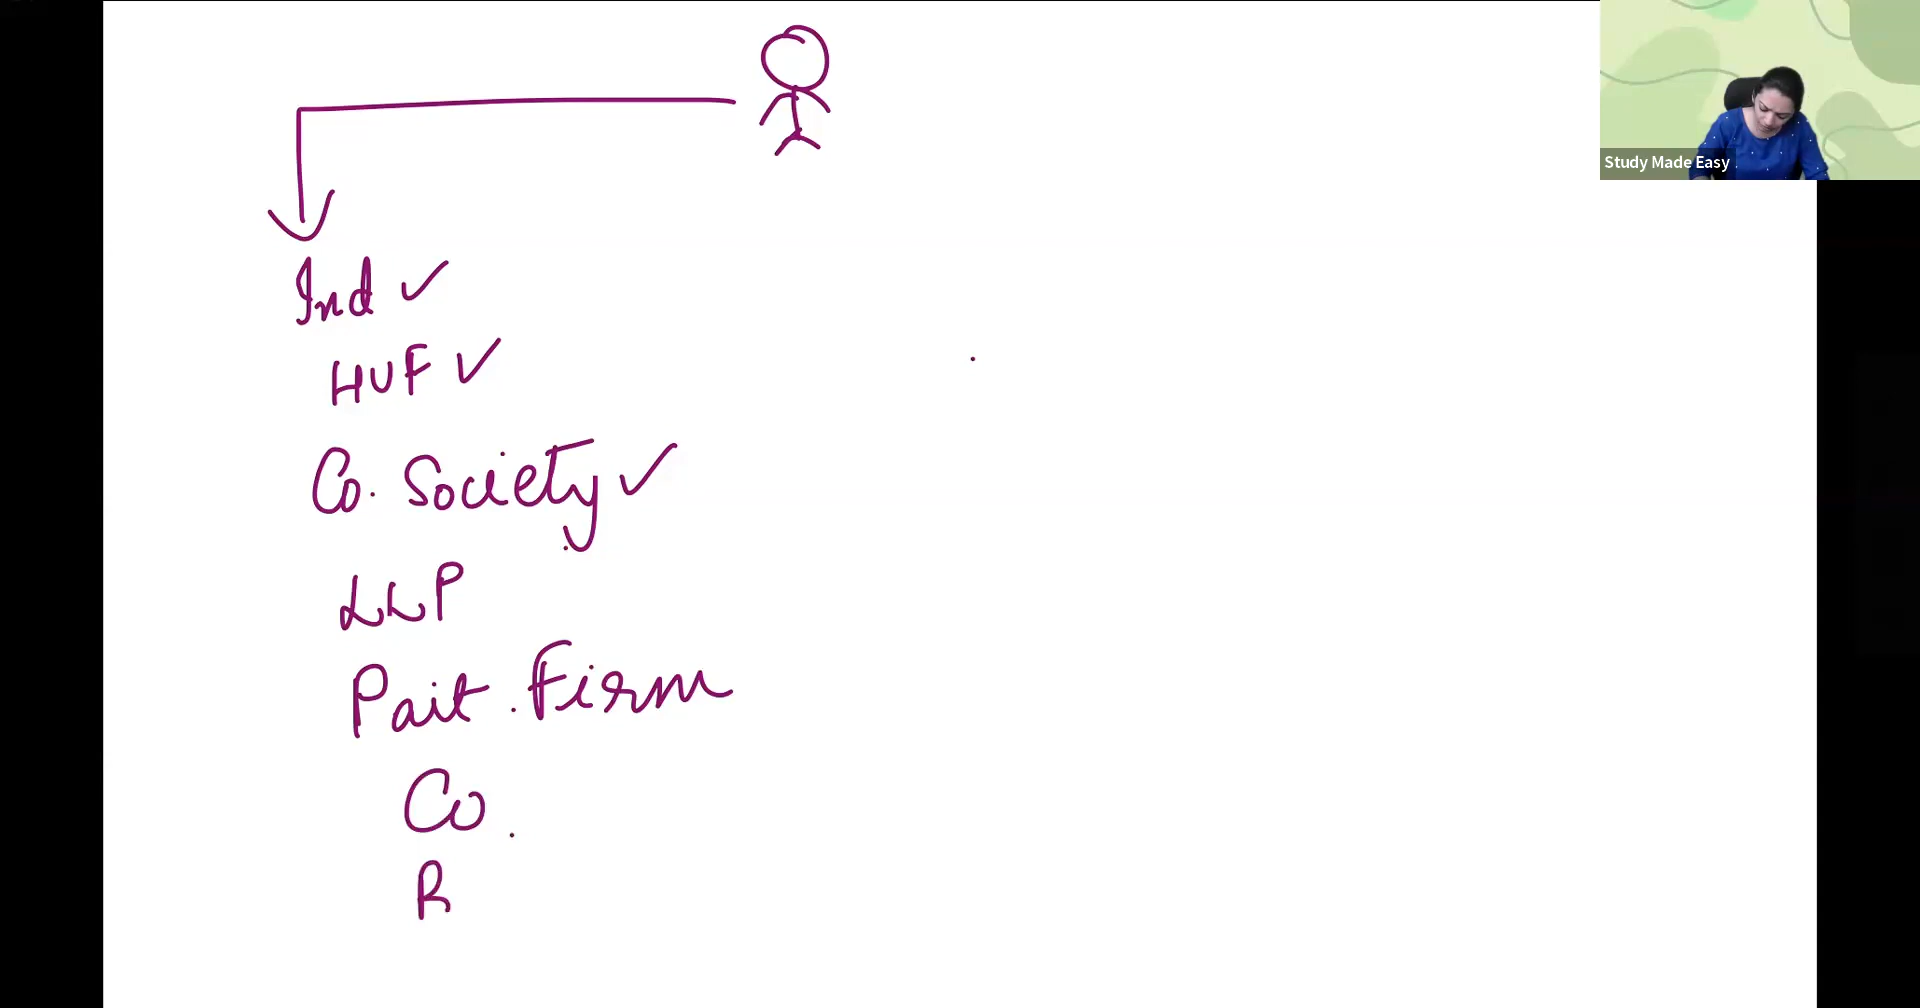 Study Made Easy
Ind ✓
HUF ✓
Co. Society ✓
LLP
Part. Firm
Co.
R